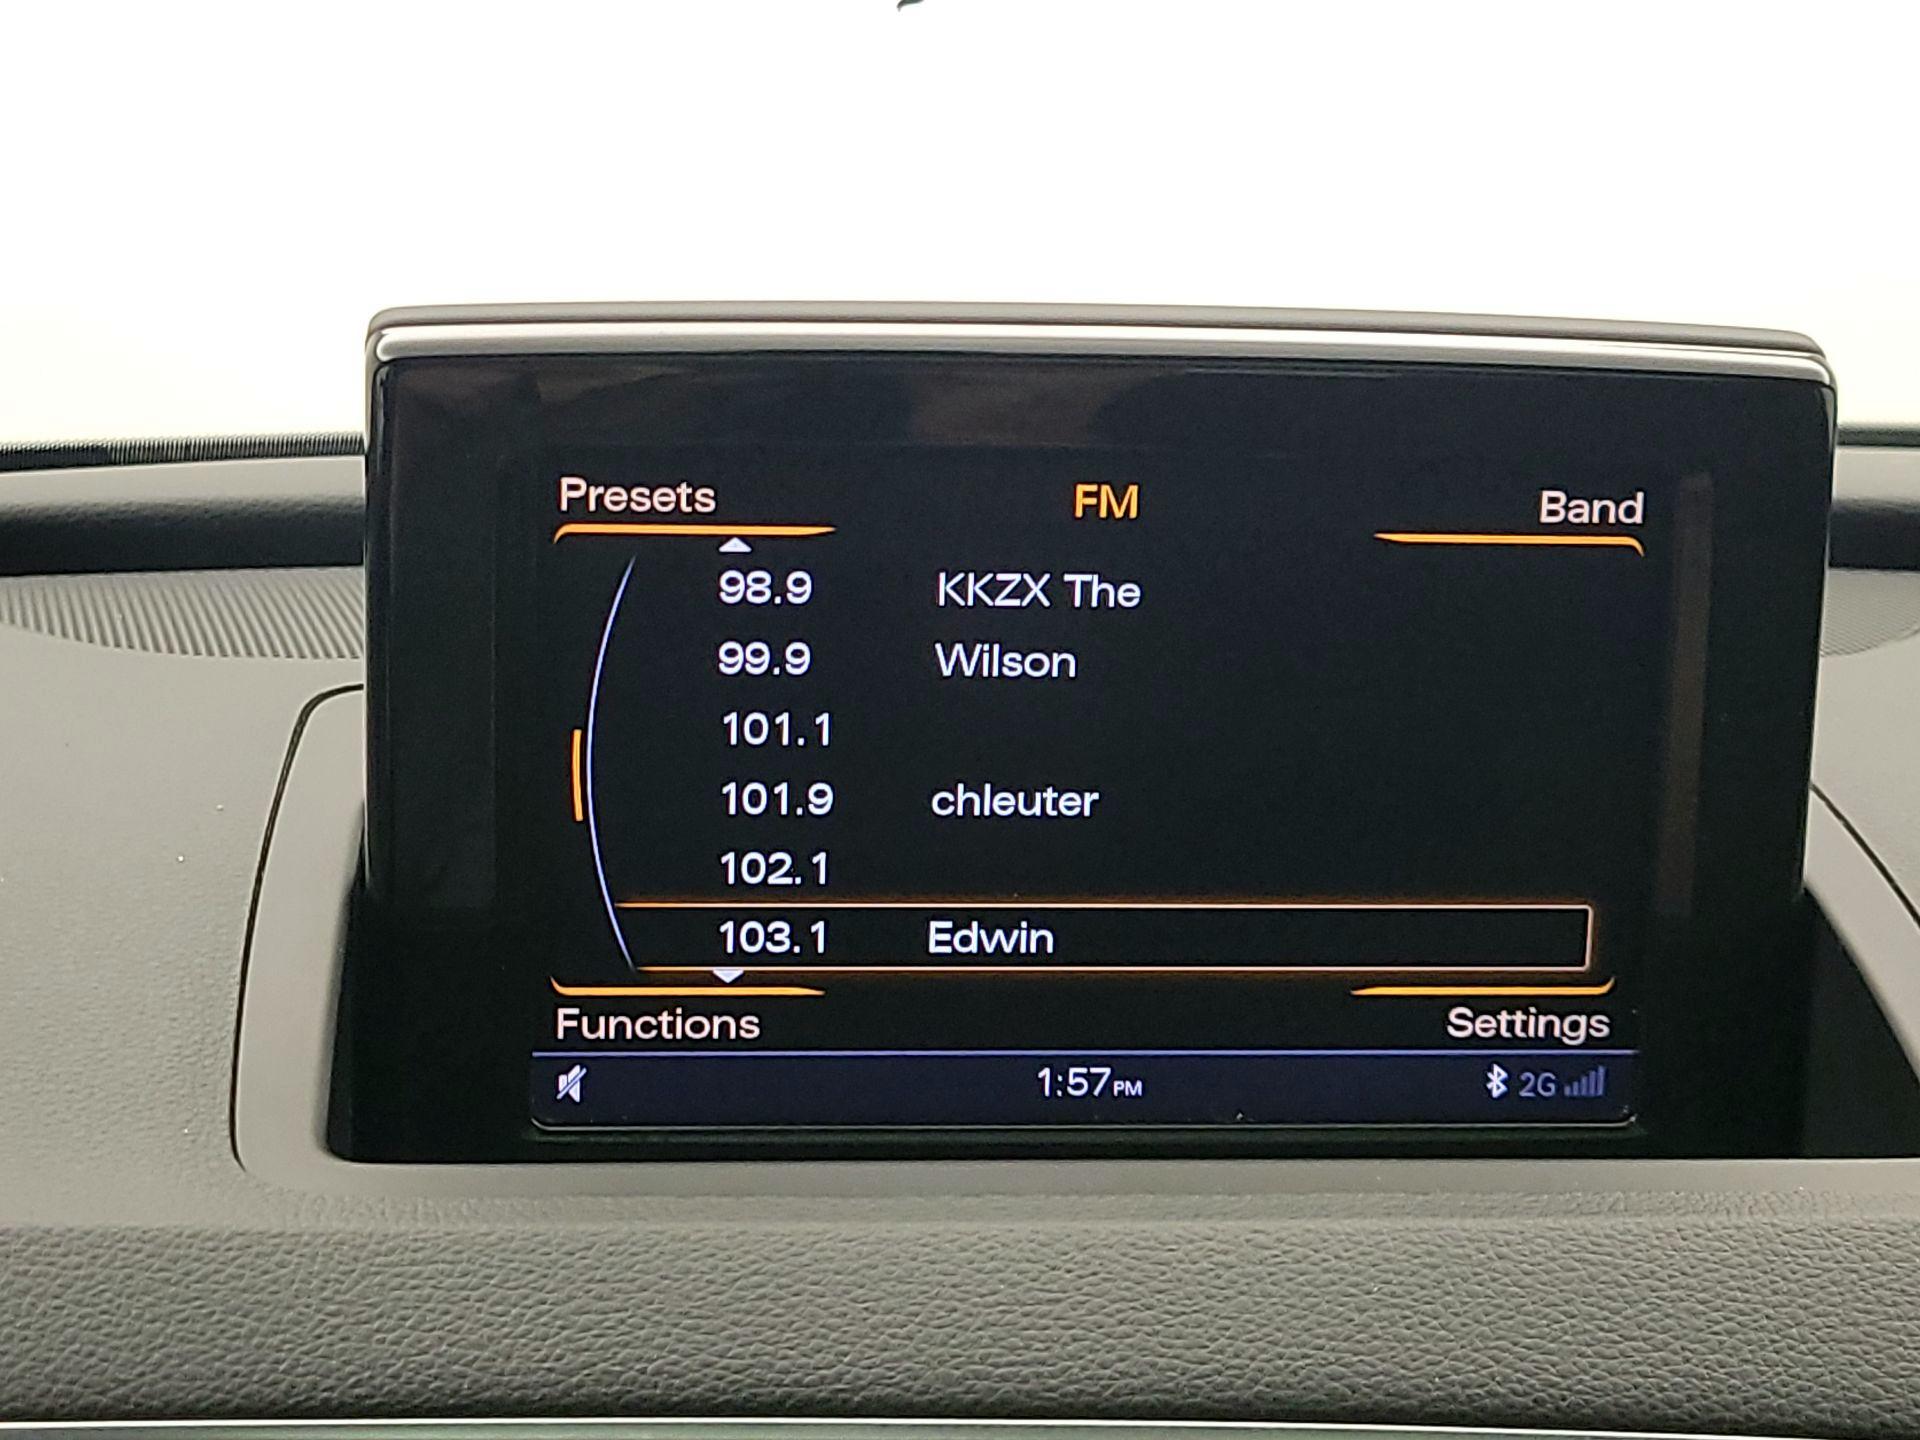 Presets FM Band
98.9 KKZX The
99.9 Wilson
101.1
101.9 chleuter
102.1
103.1 Edwin
Functions Settings
1:57PM 2G